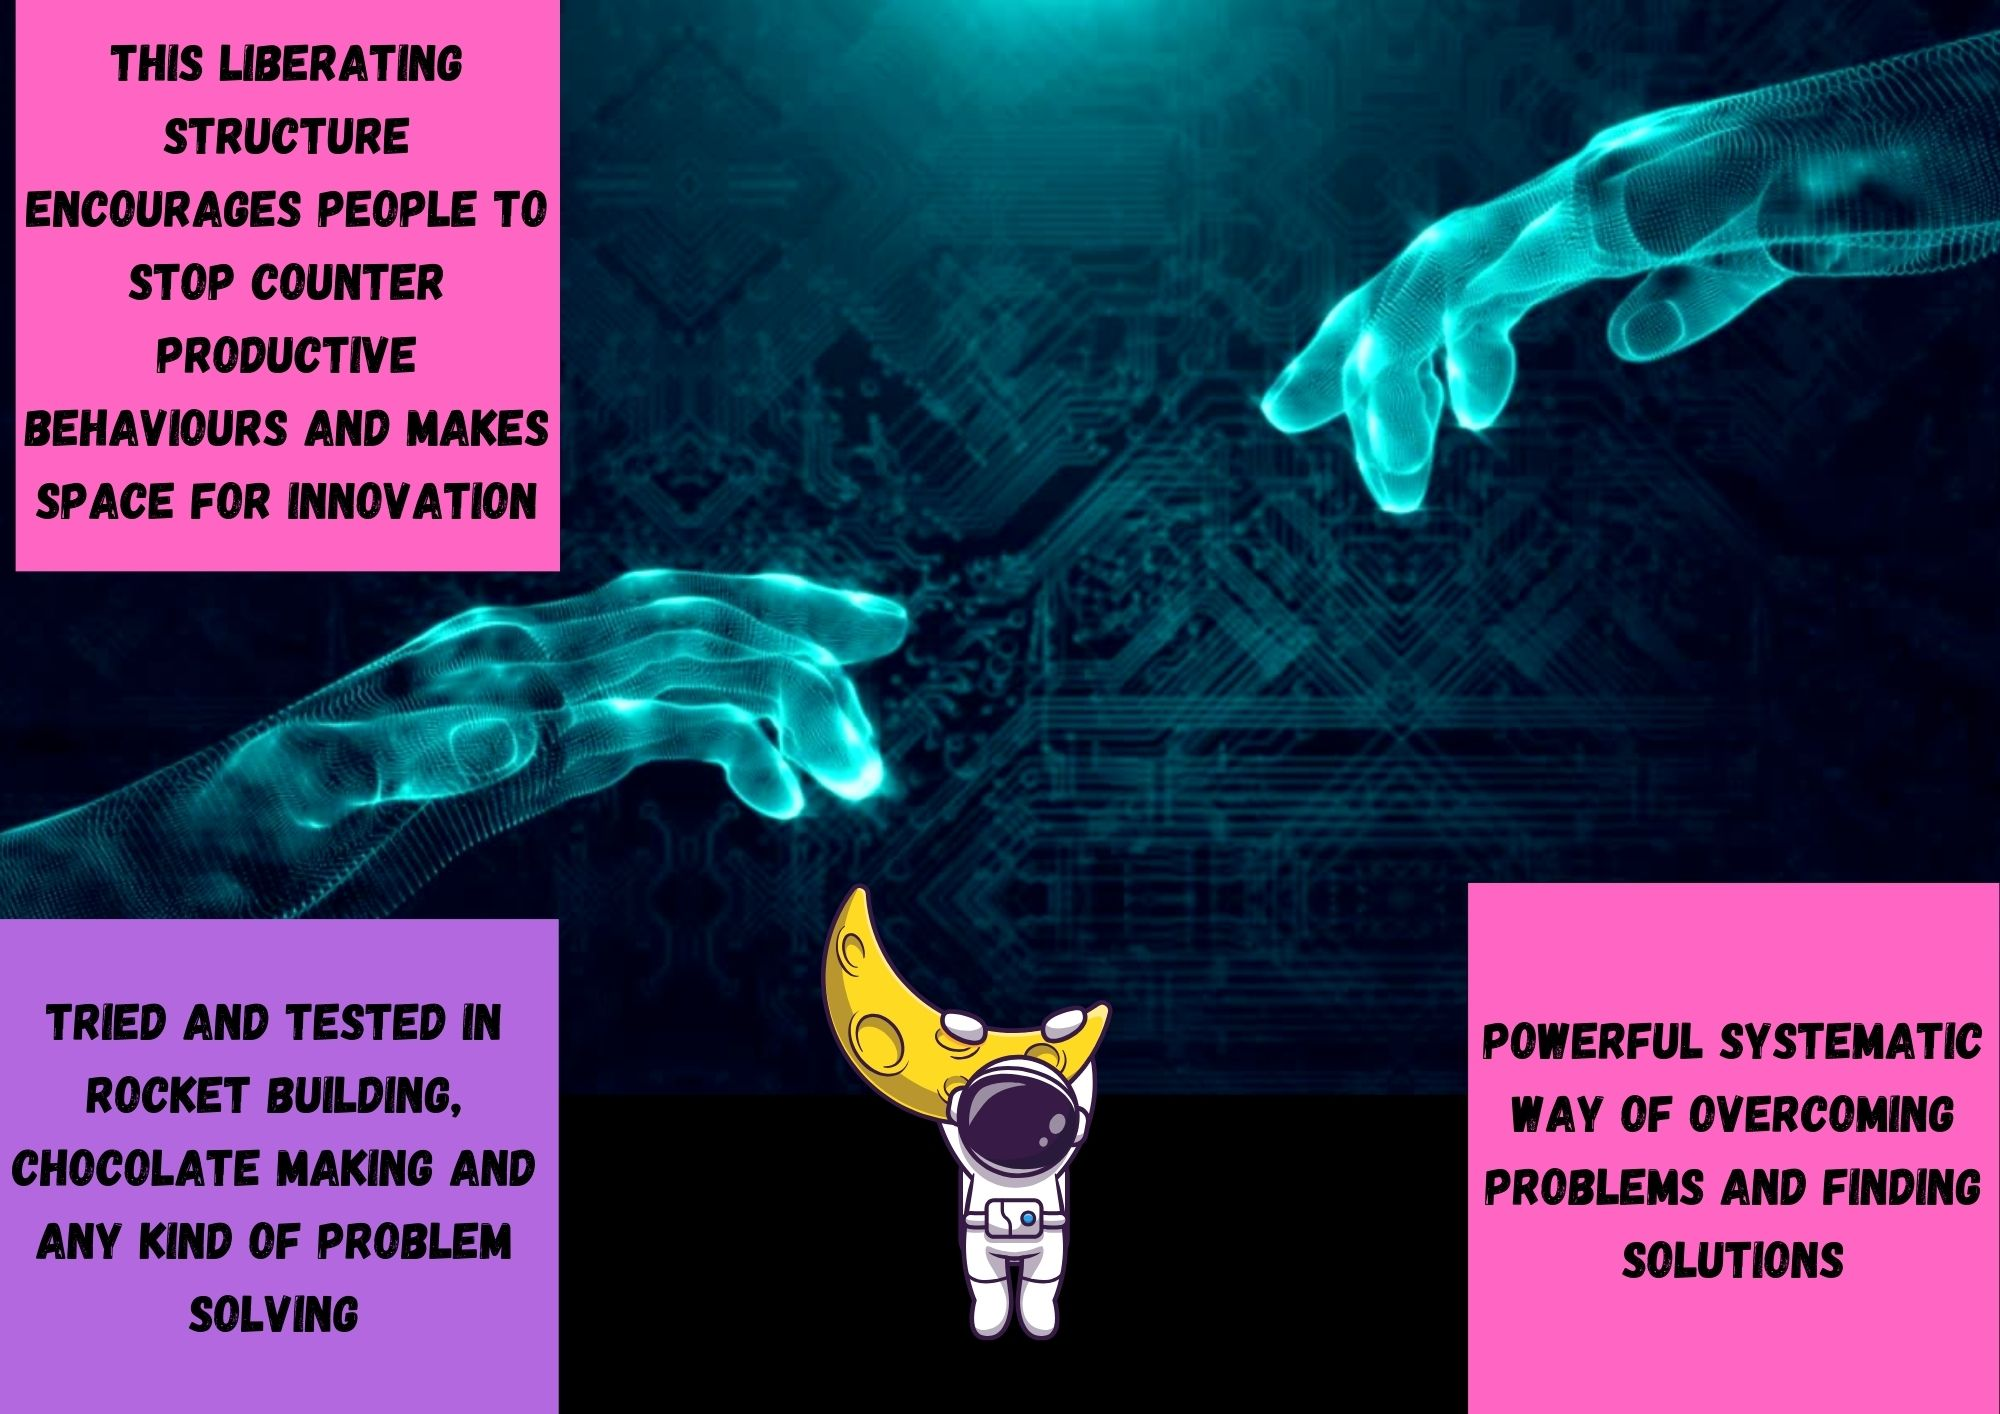 THIS LIBERATING
STRUCTURE
ENCOURAGES PEOPLE TO
STOP COUNTER
PRODUCTIVE
BEHAVIOURS AND MAKES
SPACE FOR INNOVATION
TRIED AND TESTED IN
ROCKET BUILDING,
CHOCOLATE MAKING AND
ANY KIND OF PROBLEM
SOLVING
POWERFUL SYSTEMATIC
WAY OF OVERCOMING
PROBLEMS AND FINDING
SOLUTIONS